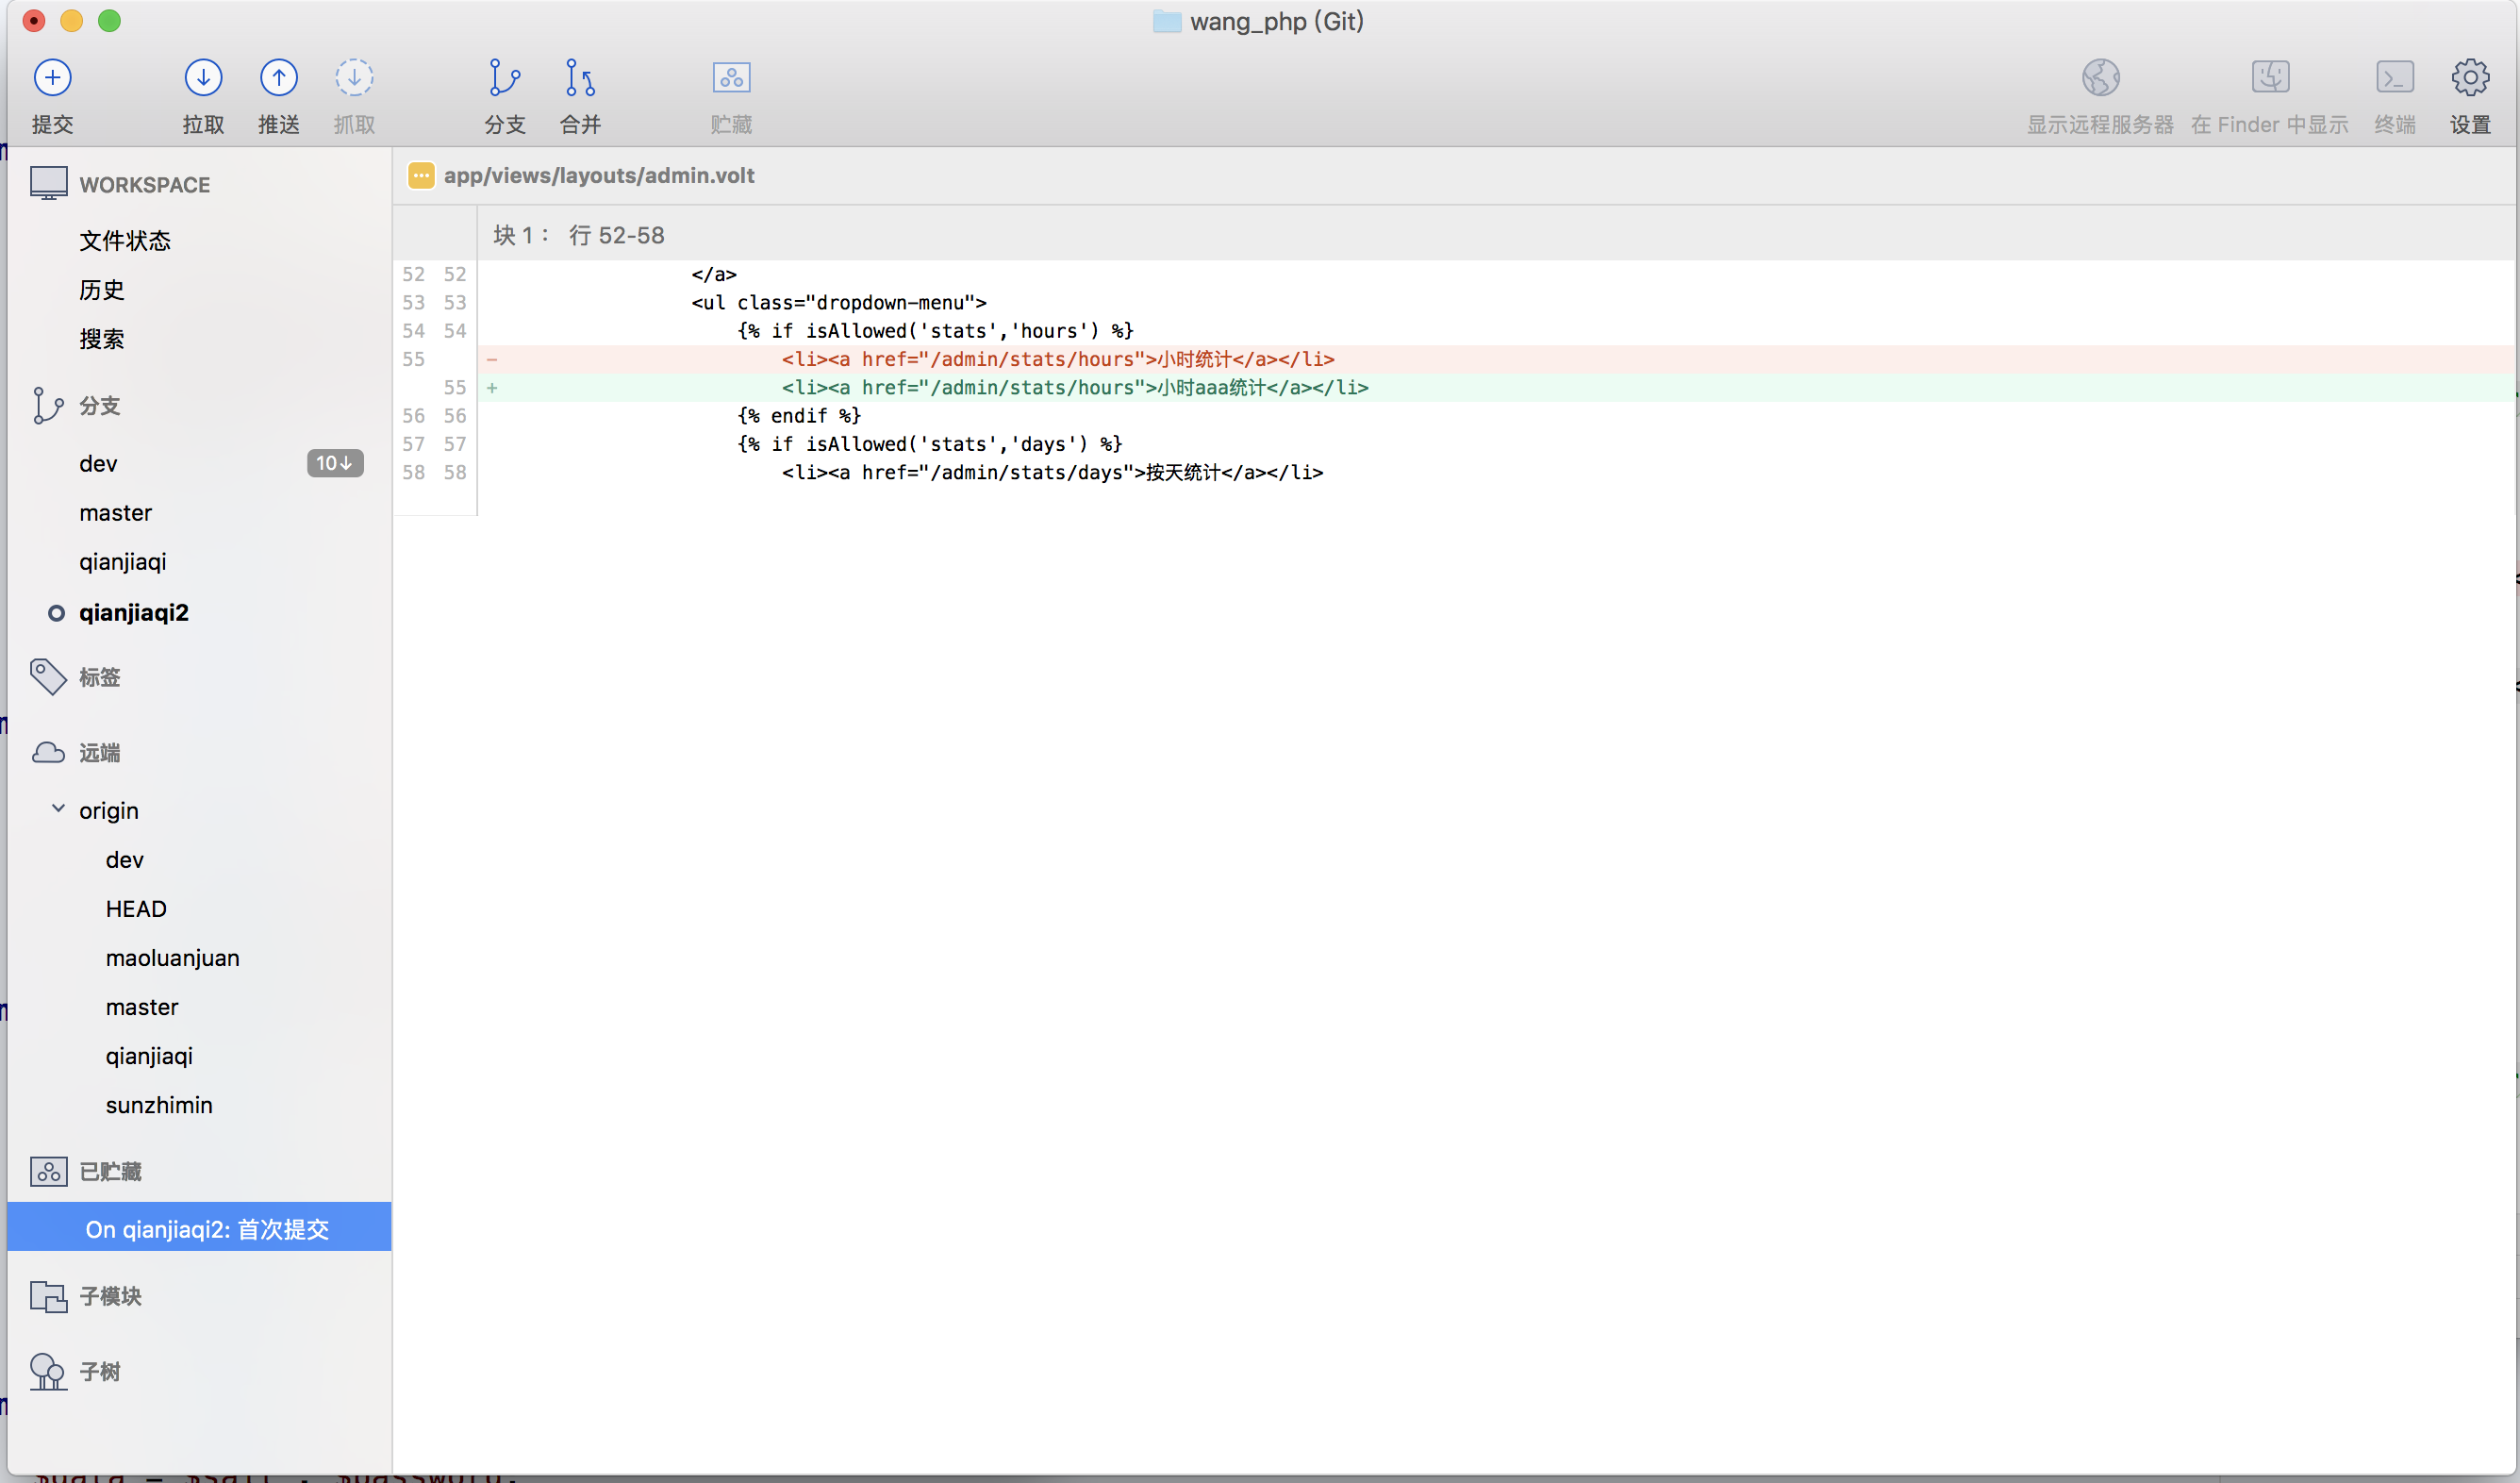 wang_php (Git)
提交 拉取 推送 抓取 分支 合并 贮藏 显示远程服务器 在 Finder 中显示 终端 设置
WORKSPACE
文件状态
历史
搜索
分支
dev 10↓
master
qianjiaqi
qianjiaqi2
标签
远端
origin
dev
HEAD
maoluanjuan
master
qianjiaqi
sunzhimin
已贮藏
On qianjiaqi2: 首次提交
子模块
子树
app/views/layouts/admin.volt
块 1： 行 52-58
52 52 </a>
53 53 <ul class="dropdown-menu">
54 54 {% if isAllowed('stats','hours') %}
55 - <li><a href="/admin/stats/hours">小时统计</a></li>
55 + <li><a href="/admin/stats/hours">小时aaa统计</a></li>
56 56 {% endif %}
57 57 {% if isAllowed('stats','days') %}
58 58 <li><a href="/admin/stats/days">按天统计</a></li>